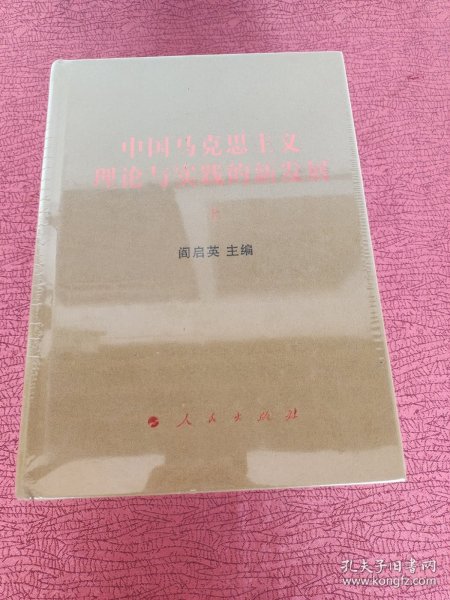 中国马克思主义
理论与实践的新发展
阎启英 主编
人民出版社
孔夫子旧书网
www.kongfz.com